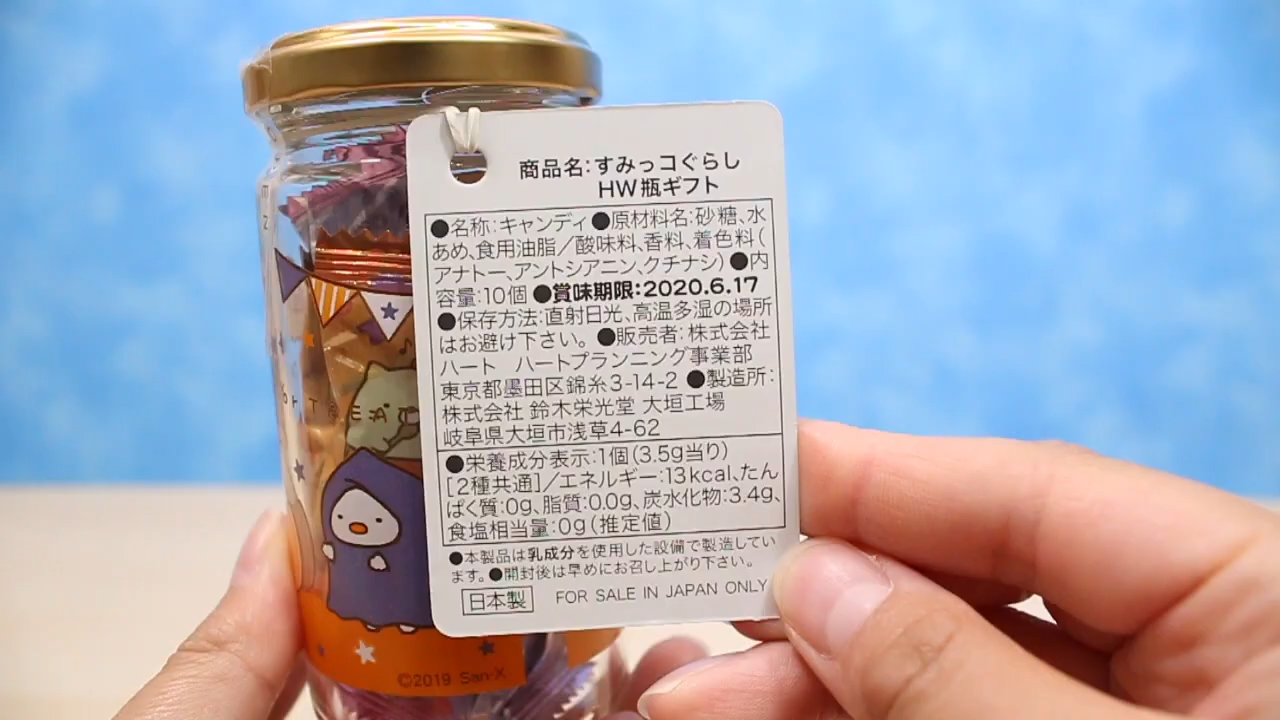 商品名:すみっコぐらし
HW瓶ギフト
●名称:キャンディ●原材料名:砂糖、水
あめ、食用油脂/酸味料、香料、着色料(
アナトー、アントシアニン、クチナシ)●内
容量:10個●賞味期限:2020.6.17
●保存方法:直射日光、高温多湿の場所
はお避け下さい。●販売者:株式会社
ハート ハートプランニング事業部
東京都墨田区錦糸3-14-2●製造所:
株式会社 鈴木栄光堂 大垣工場
岐阜県大垣市浅草4-62
●栄養成分表示:1個(3.5g当り)
[2種共通]/エネルギー:13kcal、たん
ぱく質:0g、脂質:0.0g、炭水化物:3.4g、
食塩相当量:0g(推定値)
●本製品は乳成分を使用した設備で製造してい
ます。●開封後は早めにお召し上がり下さい。
日本製 FOR SALE IN JAPAN ONLY
©2019 San-X